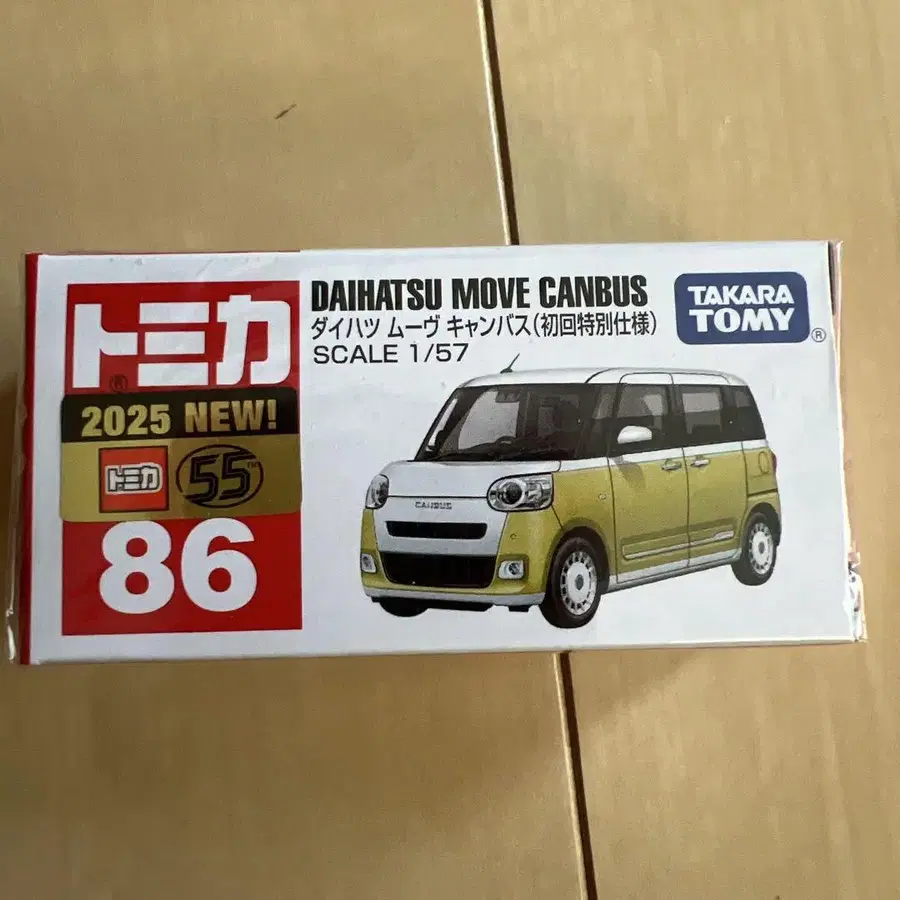 トミカ
2025 NEW!
トミカ 55™
86
DAIHATSU MOVE CANBUS
ダイハツ ムーヴ キャンバス(初回特別仕様)
SCALE 1/57
TAKARA
TOMY®
CANBUS